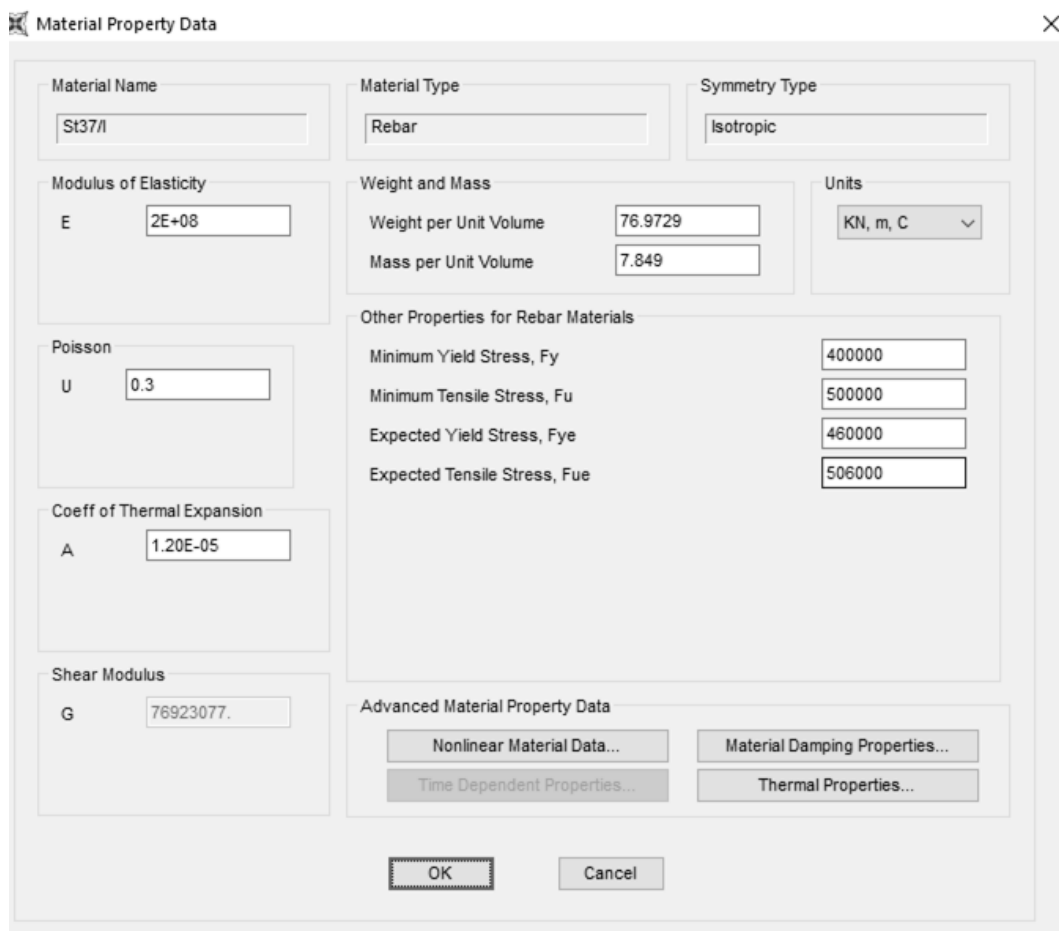 Material Property Data
Material Name
St37/I
Material Type
Rebar
Symmetry Type
Isotropic
Modulus of Elasticity
E 2E+08
Weight and Mass
Weight per Unit Volume 76.9729
Mass per Unit Volume 7.849
Units
KN, m, C
Poisson
U 0.3
Other Properties for Rebar Materials
Minimum Yield Stress, Fy 400000
Minimum Tensile Stress, Fu 500000
Expected Yield Stress, Fye 460000
Expected Tensile Stress, Fue 506000
Coeff of Thermal Expansion
A 1.20E-05
Shear Modulus
G 76923077.
Advanced Material Property Data
Nonlinear Material Data... Material Damping Properties...
Time Dependent Properties... Thermal Properties...
OK Cancel